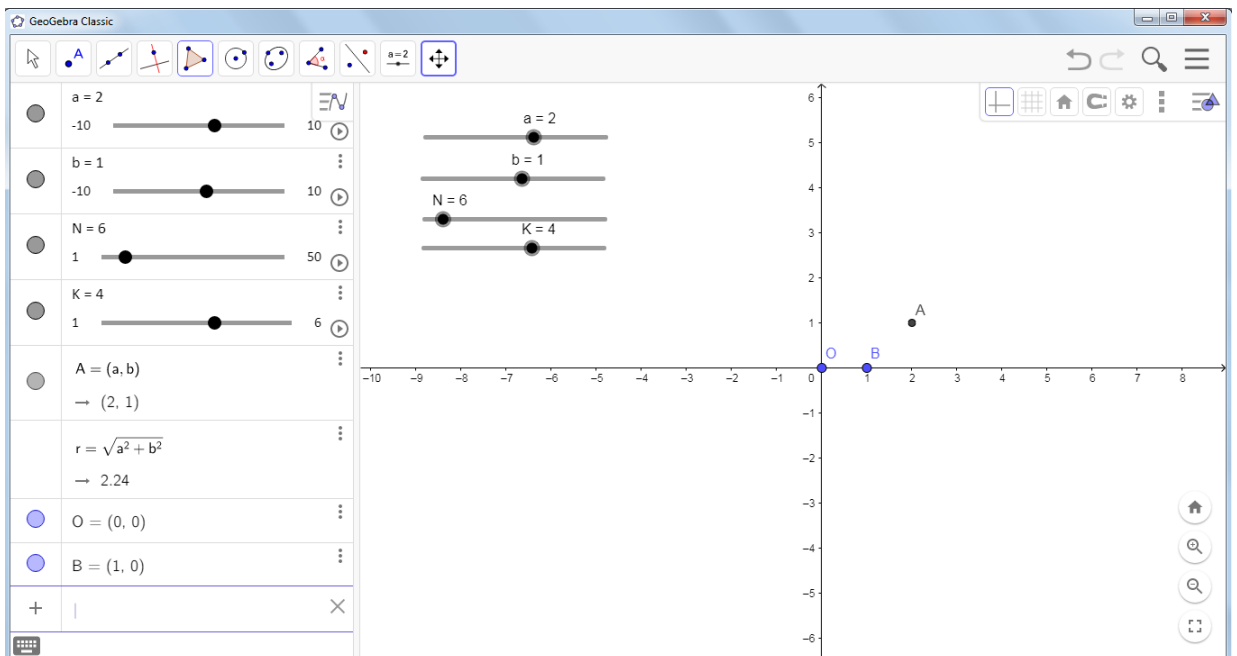 GeoGebra Classic
A
a=2
a = 2
-10 10
b = 1
-10 10
N = 6
1 50
K = 4
1 6
A = (a, b)
→ (2, 1)
r = √a² + b²
→ 2.24
O = (0, 0)
B = (1, 0)
+
a = 2
b = 1
N = 6
K = 4
6
5
4
3
2
1
A
O B
–10 –9 –8 –7 –6 –5 –4 –3 –2 –1 0 1 2 3 4 5 6 7 8
–1
–2
–3
–4
–5
–6